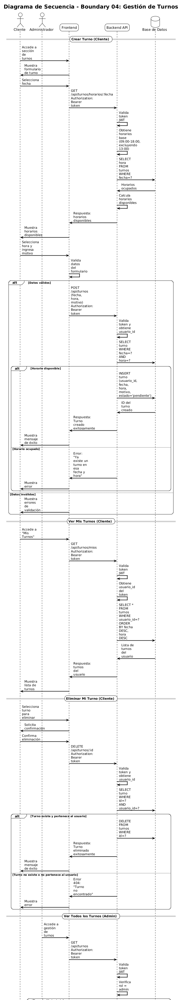 Diagrama de Secuencia - Boundary 04: Gestión de Turnos
Cliente
Administrador
Frontend
Backend API
Base de Datos
Crear Turno (Cliente)
Accede a
sección
de
turnos
Muestra
formulario
de turno
Selecciona
fecha
GET
/api/turnos/horarios/:fecha
Authorization:
Bearer
token
Valida
token
JWT
Obtiene
horarios
base
(09:00-18:00,
excluyendo
13:00)
SELECT
hora
FROM
turnos
WHERE
fecha=?
Horarios
ocupados
Calcula
horarios
disponibles
Respuesta:
horarios
disponibles
Muestra
horarios
disponibles
Selecciona
hora y
ingresa
motivo
Valida
datos
del
formulario
alt
[Datos válidos]
POST
/api/turnos
(fecha,
hora,
motivo)
Authorization:
Bearer
token
Valida
token y
obtiene
usuario_id
SELECT
turno
WHERE
fecha=?
AND
hora=?
alt
[Horario disponible]
INSERT
turno
(usuario_id,
fecha,
hora,
motivo,
estado='pendiente')
ID del
turno
creado
Respuesta:
Turno
creado
exitosamente
Muestra
mensaje
de éxito
[Horario ocupado]
Error:
"Ya
existe un
turno en
esa
fecha y
hora"
Muestra
error
[Datos inválidos]
Muestra
errores
de
validación
Ver Mis Turnos (Cliente)
Accede a
"Mis
Turnos"
GET
/api/turnos/mios
Authorization:
Bearer
token
Valida
token
JWT
Obtiene
usuario_id
del
token
SELECT *
FROM
turnos
WHERE
usuario_id=?
ORDER
BY fecha
DESC,
hora
DESC
Lista de
turnos
del
usuario
Respuesta:
turnos
del
usuario
Muestra
lista de
turnos
Eliminar Mi Turno (Cliente)
Selecciona
turno
para
eliminar
Solicita
confirmación
Confirma
eliminación
DELETE
/api/turnos/:id
Authorization:
Bearer
token
Valida
token y
obtiene
usuario_id
SELECT
turno
WHERE
id=?
AND
usuario_id=?
alt
[Turno existe y pertenece al usuario]
DELETE
FROM
turnos
WHERE
id=?
Respuesta:
Turno
eliminado
exitosamente
Muestra
mensaje
de éxito
[Turno no existe o no pertenece al usuario]
Error
404:
"Turno
no
encontrado"
Muestra
error
Ver Todos los Turnos (Admin)
Accede a
gestión
de
turnos
GET
/api/turnos
Authorization:
Bearer
token
Valida
token
JWT
Verifica
rol =
admin